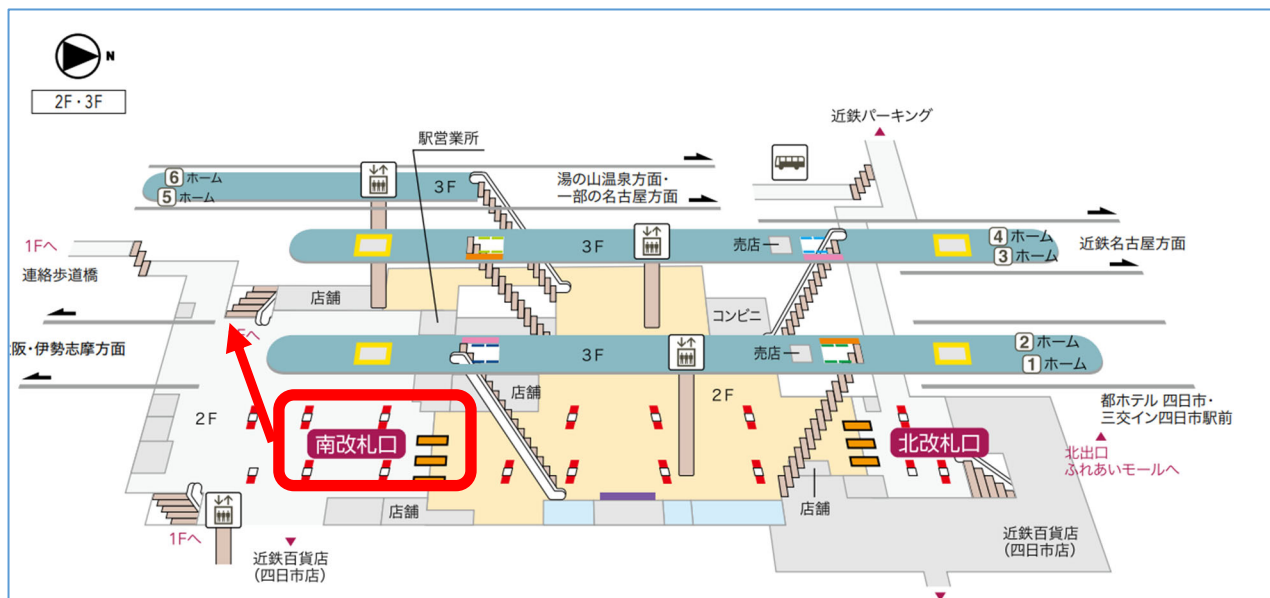 N
2F・3F
近鉄パーキング
駅営業所
6 ホーム
5 ホーム
3F
湯の山温泉方面・
一部の名古屋方面
1Fへ
連絡歩道橋
3F
売店
4 ホーム
3 ホーム
近鉄名古屋方面
店舗
コンビニ
Fへ
阪・伊勢志摩方面
3F
売店
2 ホーム
1 ホーム
店舗
2F
2F
都ホテル 四日市・
三交イン四日市駅前
南改札口
北改札口
北出口
ふれあいモールへ
店舗
店舗
1Fへ
近鉄百貨店
(四日市店)
近鉄百貨店
(四日市店)